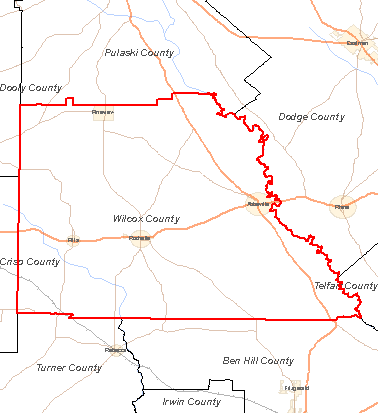 Eastman
Pulaski County
Dooly County
Pineview
Dodge County
Abbeville
Rhine
Wilcox County
Pitts
Rochelle
Crisp County
Telfair County
Rebecca
Ben Hill County
Turner County
Fitzgerald
Irwin County